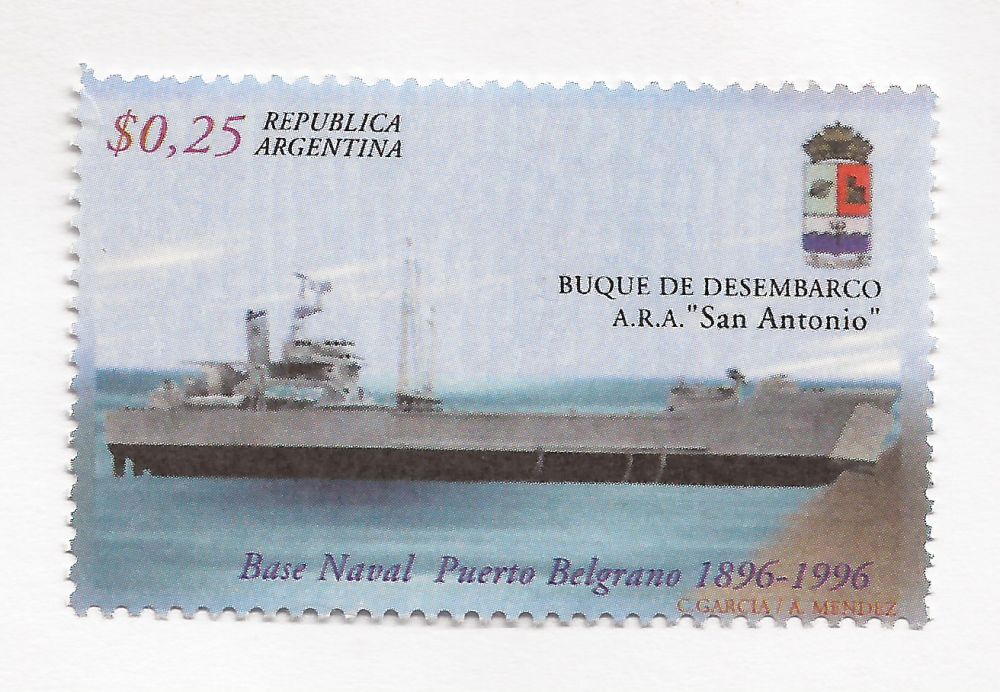 $0,25
REPUBLICA
ARGENTINA
BUQUE DE DESEMBARCO
A.R.A. "San Antonio"
Base Naval Puerto Belgrano 1896-1996
C. GARCIA / A. MENDEZ